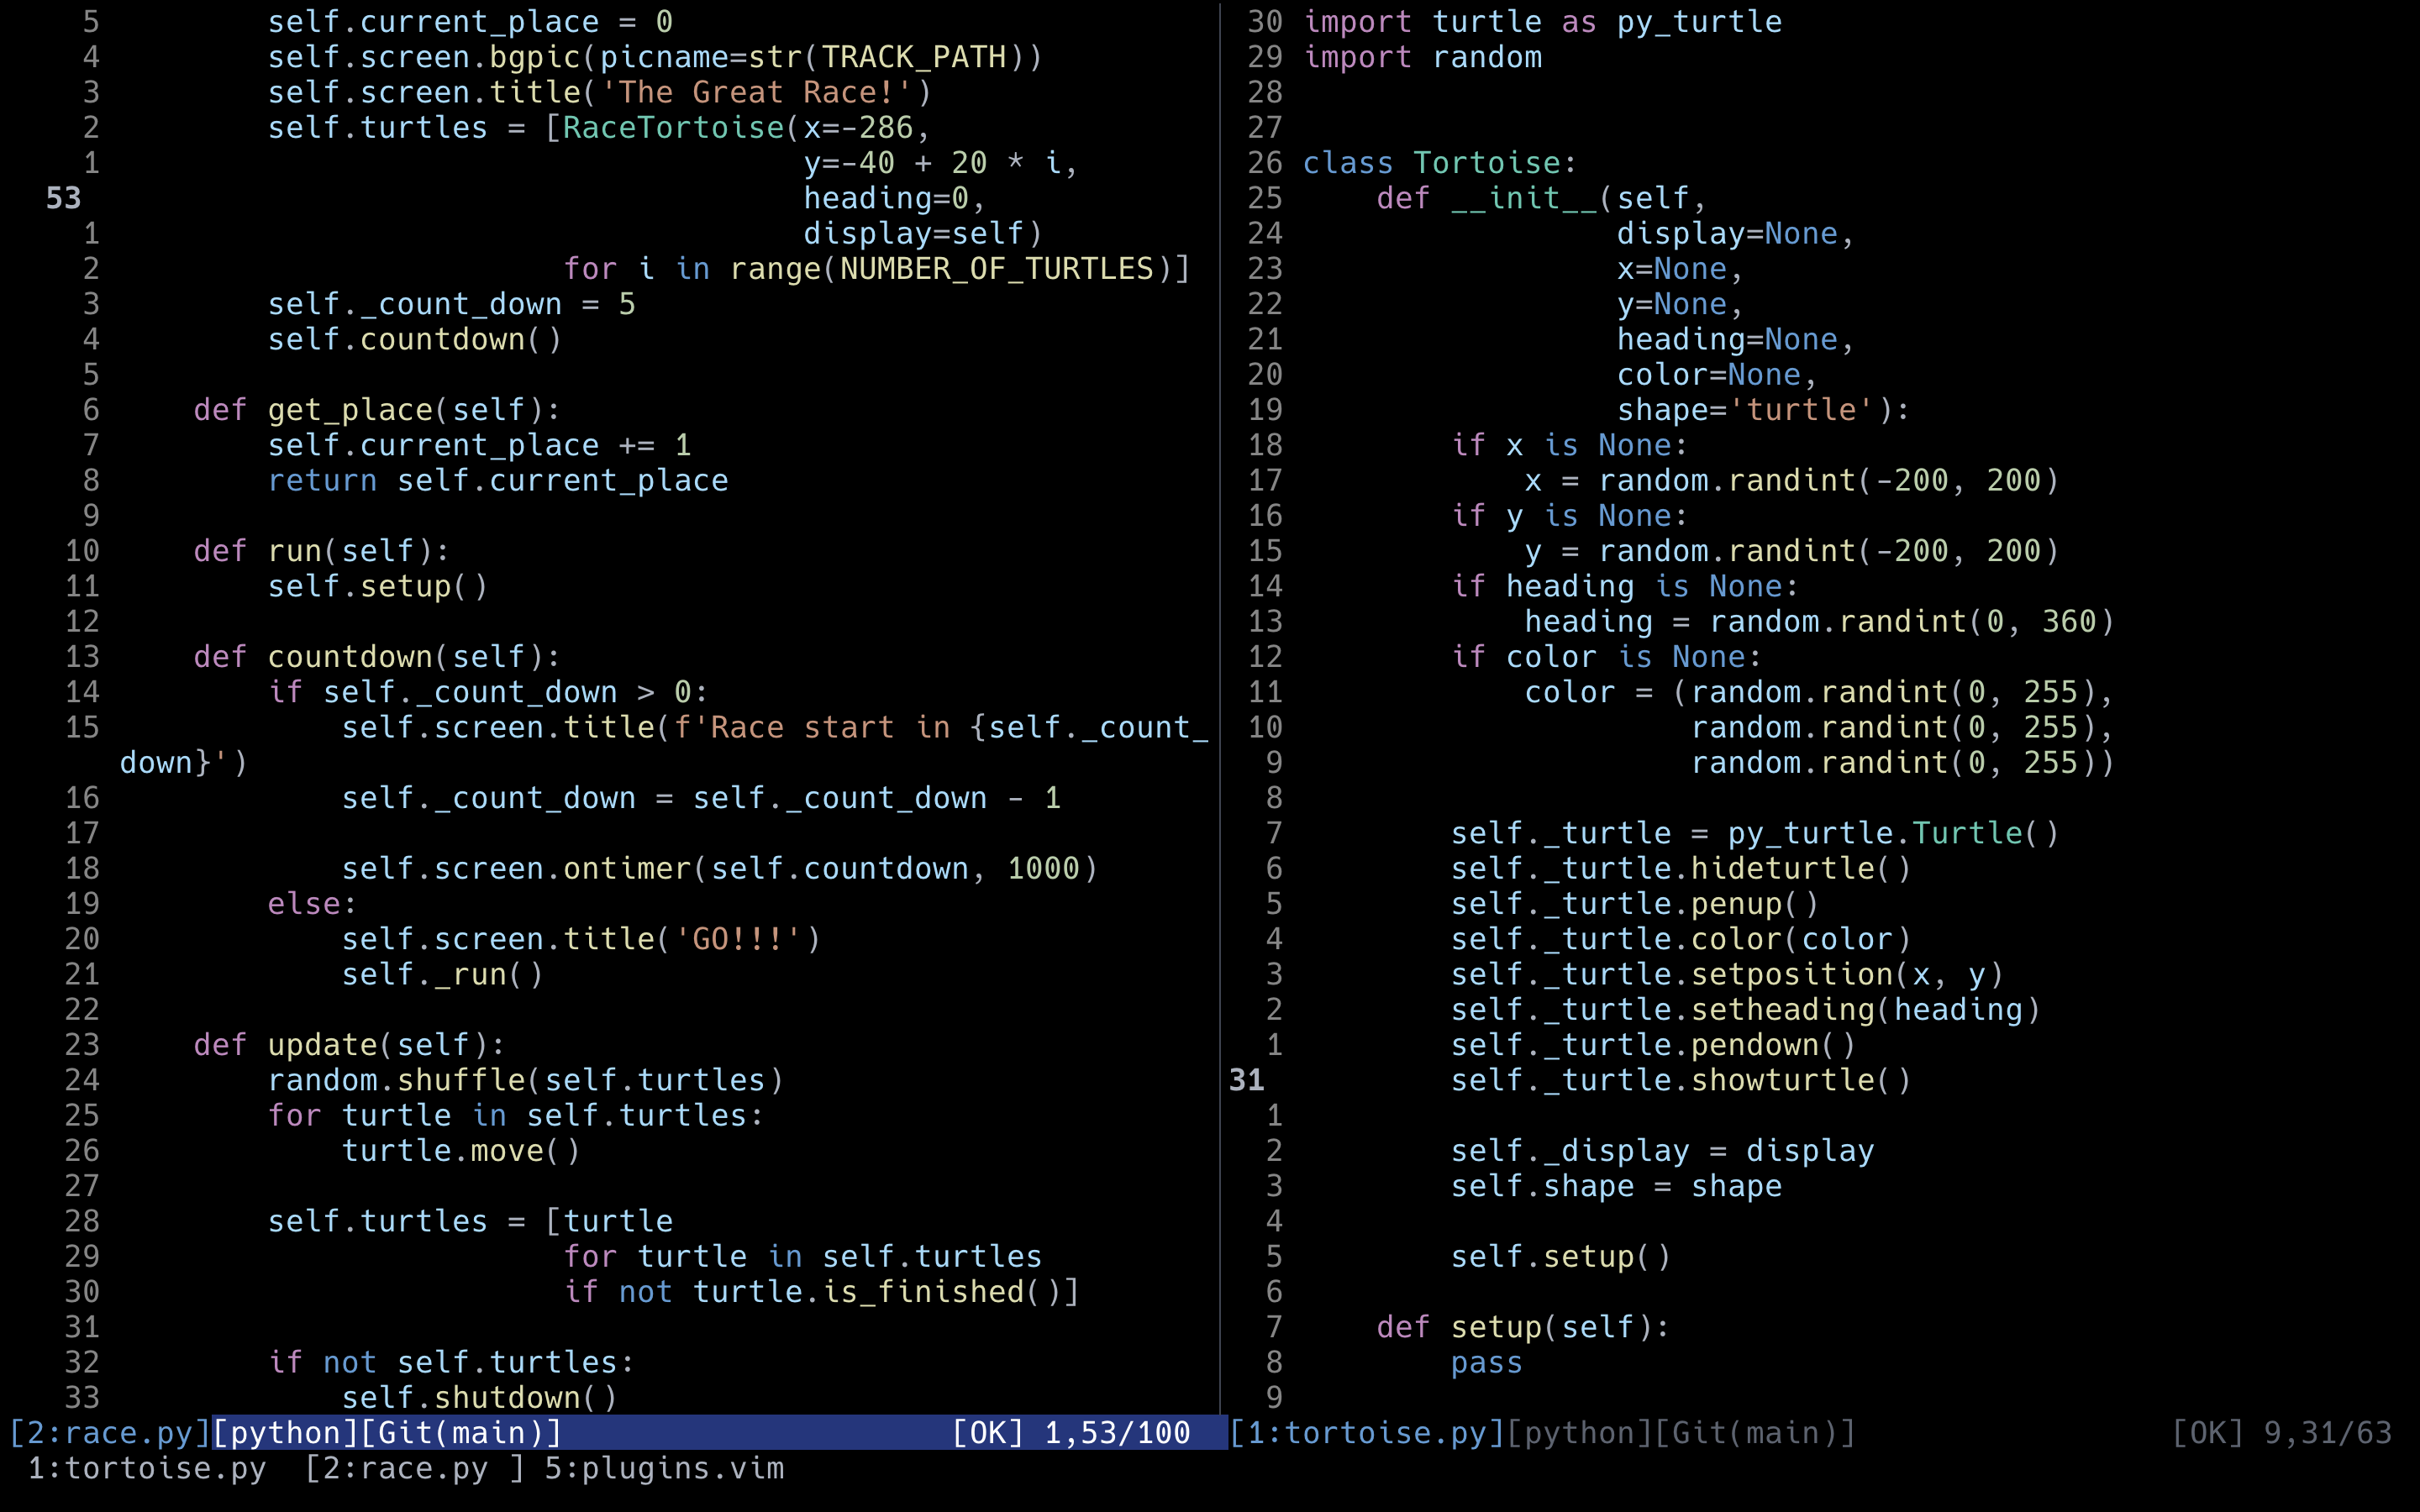 5         self.current_place = 0
4         self.screen.bgpic(picname=str(TRACK_PATH))
3         self.screen.title('The Great Race!')
2         self.turtles = [RaceTortoise(x=-286,
1                                      y=-40 + 20 * i,
53                                      heading=0,
1                                      display=self)
2                         for i in range(NUMBER_OF_TURTLES)]
3         self._count_down = 5
4         self.countdown()
5
6     def get_place(self):
7         self.current_place += 1
8         return self.current_place
9
10     def run(self):
11         self.setup()
12
13     def countdown(self):
14         if self._count_down > 0:
15             self.screen.title(f'Race start in {self._count_
down}')
16             self._count_down = self._count_down - 1
17
18             self.screen.ontimer(self.countdown, 1000)
19         else:
20             self.screen.title('GO!!!')
21             self._run()
22
23     def update(self):
24         random.shuffle(self.turtles)
25         for turtle in self.turtles:
26             turtle.move()
27
28         self.turtles = [turtle
29                         for turtle in self.turtles
30                         if not turtle.is_finished()]
31
32         if not self.turtles:
33             self.shutdown()
[2:race.py][python][Git(main)] [OK] 1,53/100
30 import turtle as py_turtle
29 import random
28
27
26 class Tortoise:
25     def __init__(self,
24                  display=None,
23                  x=None,
22                  y=None,
21                  heading=None,
20                  color=None,
19                  shape='turtle'):
18         if x is None:
17             x = random.randint(-200, 200)
16         if y is None:
15             y = random.randint(-200, 200)
14         if heading is None:
13             heading = random.randint(0, 360)
12         if color is None:
11             color = (random.randint(0, 255),
10                      random.randint(0, 255),
9                      random.randint(0, 255))
8
7         self._turtle = py_turtle.Turtle()
6         self._turtle.hideturtle()
5         self._turtle.penup()
4         self._turtle.color(color)
3         self._turtle.setposition(x, y)
2         self._turtle.setheading(heading)
1         self._turtle.pendown()
31         self._turtle.showturtle()
1
2         self._display = display
3         self.shape = shape
4
5         self.setup()
6
7     def setup(self):
8         pass
9
[1:tortoise.py][python][Git(main)] [OK] 9,31/63
1:tortoise.py  [2:race.py ] 5:plugins.vim